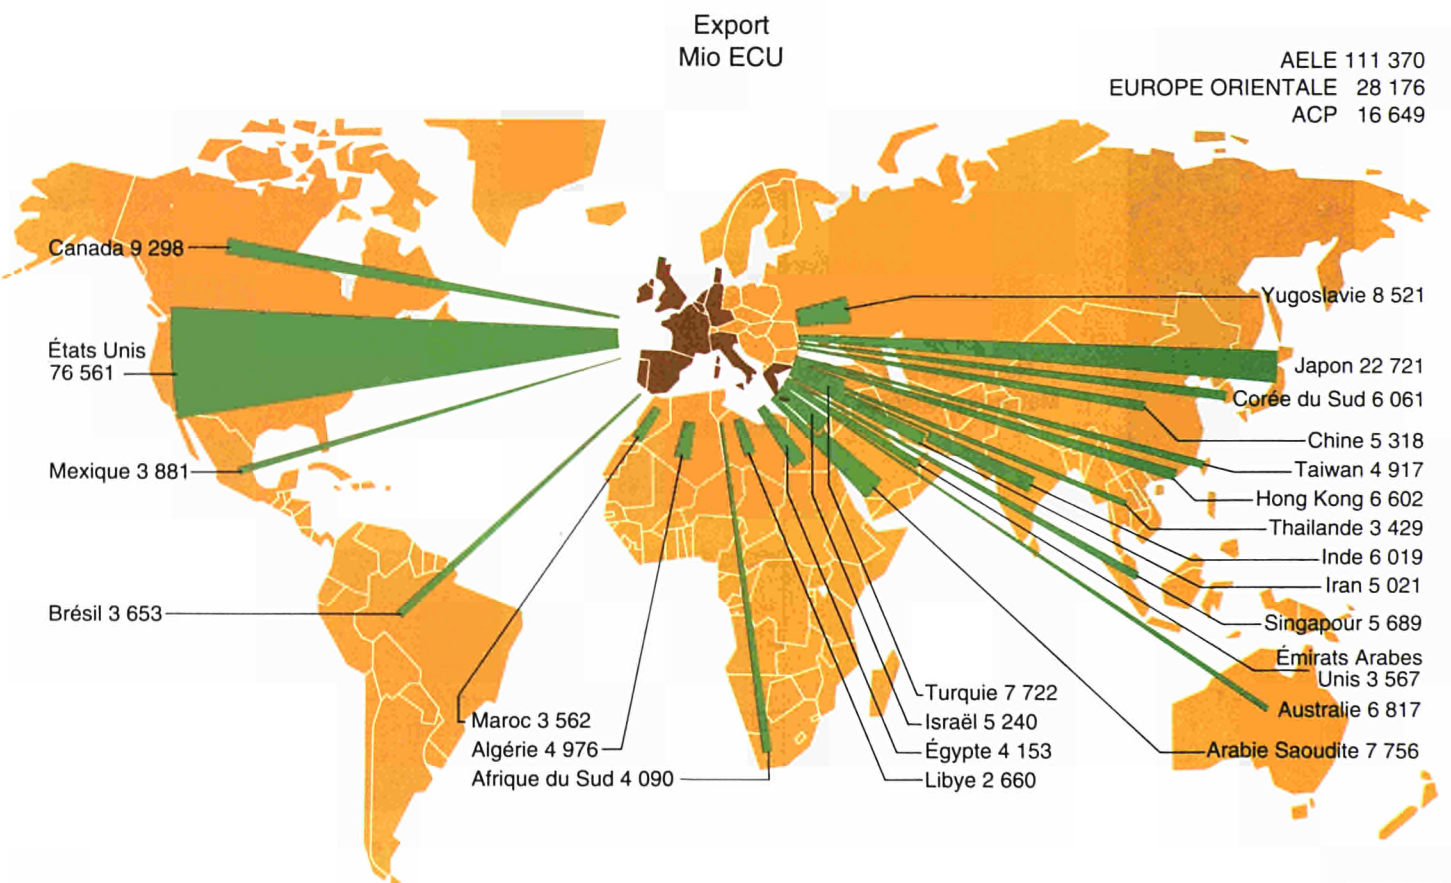 Export
Mio ECU
AELE 111 370
EUROPE ORIENTALE 28 176
ACP 16 649
Canada 9 298
États Unis
76 561
Mexique 3 881
Brésil 3 653
Maroc 3 562
Algérie 4 976
Afrique du Sud 4 090
Turquie 7 722
Israël 5 240
Égypte 4 153
Libye 2 660
Yugoslavie 8 521
Japon 22 721
Corée du Sud 6 061
Chine 5 318
Taiwan 4 917
Hong Kong 6 602
Thailande 3 429
Inde 6 019
Iran 5 021
Singapour 5 689
Émirats Arabes
Unis 3 567
Australie 6 817
Arabie Saoudite 7 756